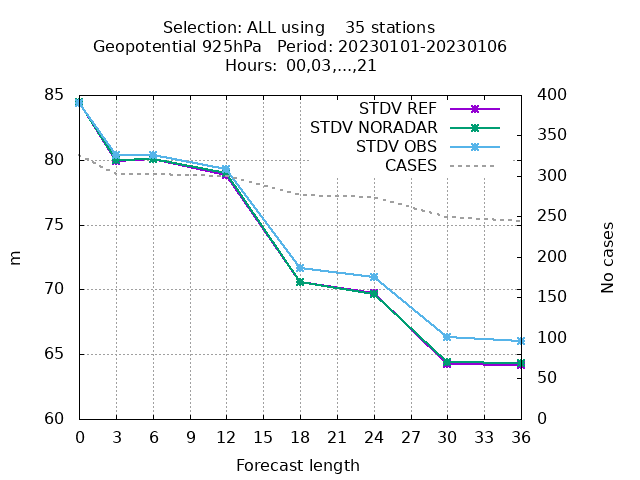 Selection: ALL using    35 stations
Geopotential 925hPa   Period: 20230101-20230106
Hours: 00,03,...,21
STDV REF
STDV NORADAR
STDV OBS
CASES
85
80
75
70
65
60
m
400
350
300
250
200
150
100
50
0
No cases
0 3 6 9 12 15 18 21 24 27 30 33 36
Forecast length